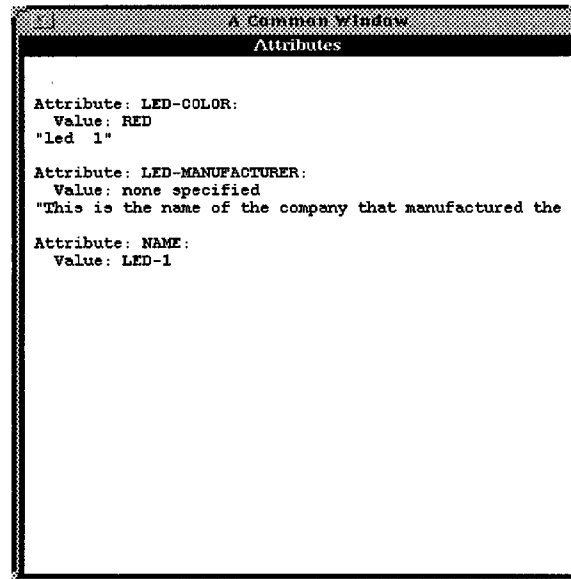 A Common Window
Attributes
Attribute: LED-COLOR:
Value: RED
"led 1"
Attribute: LED-MANUFACTURER:
Value: none specified
"This is the name of the company that manufactured the
Attribute: NAME:
Value: LED-1